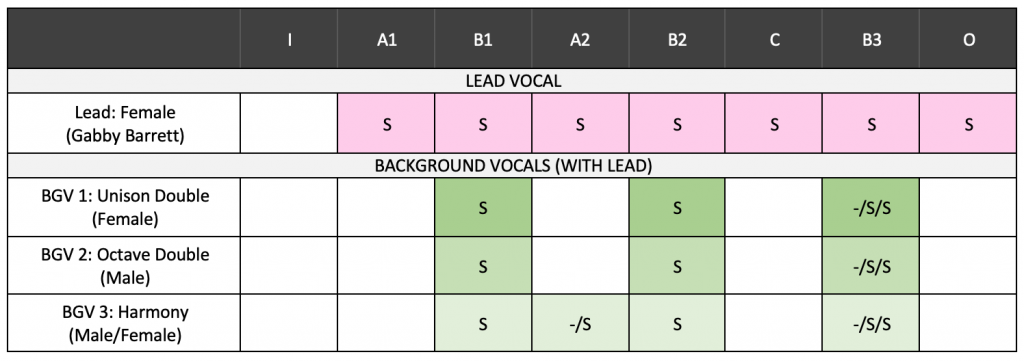 I A1 B1 A2 B2 C B3 O
LEAD VOCAL
Lead: Female
(Gabby Barrett)
S S S S S S S
BACKGROUND VOCALS (WITH LEAD)
BGV 1: Unison Double
(Female)
S S -/S/S
BGV 2: Octave Double
(Male)
S S -/S/S
BGV 3: Harmony
(Male/Female)
S -/S S -/S/S